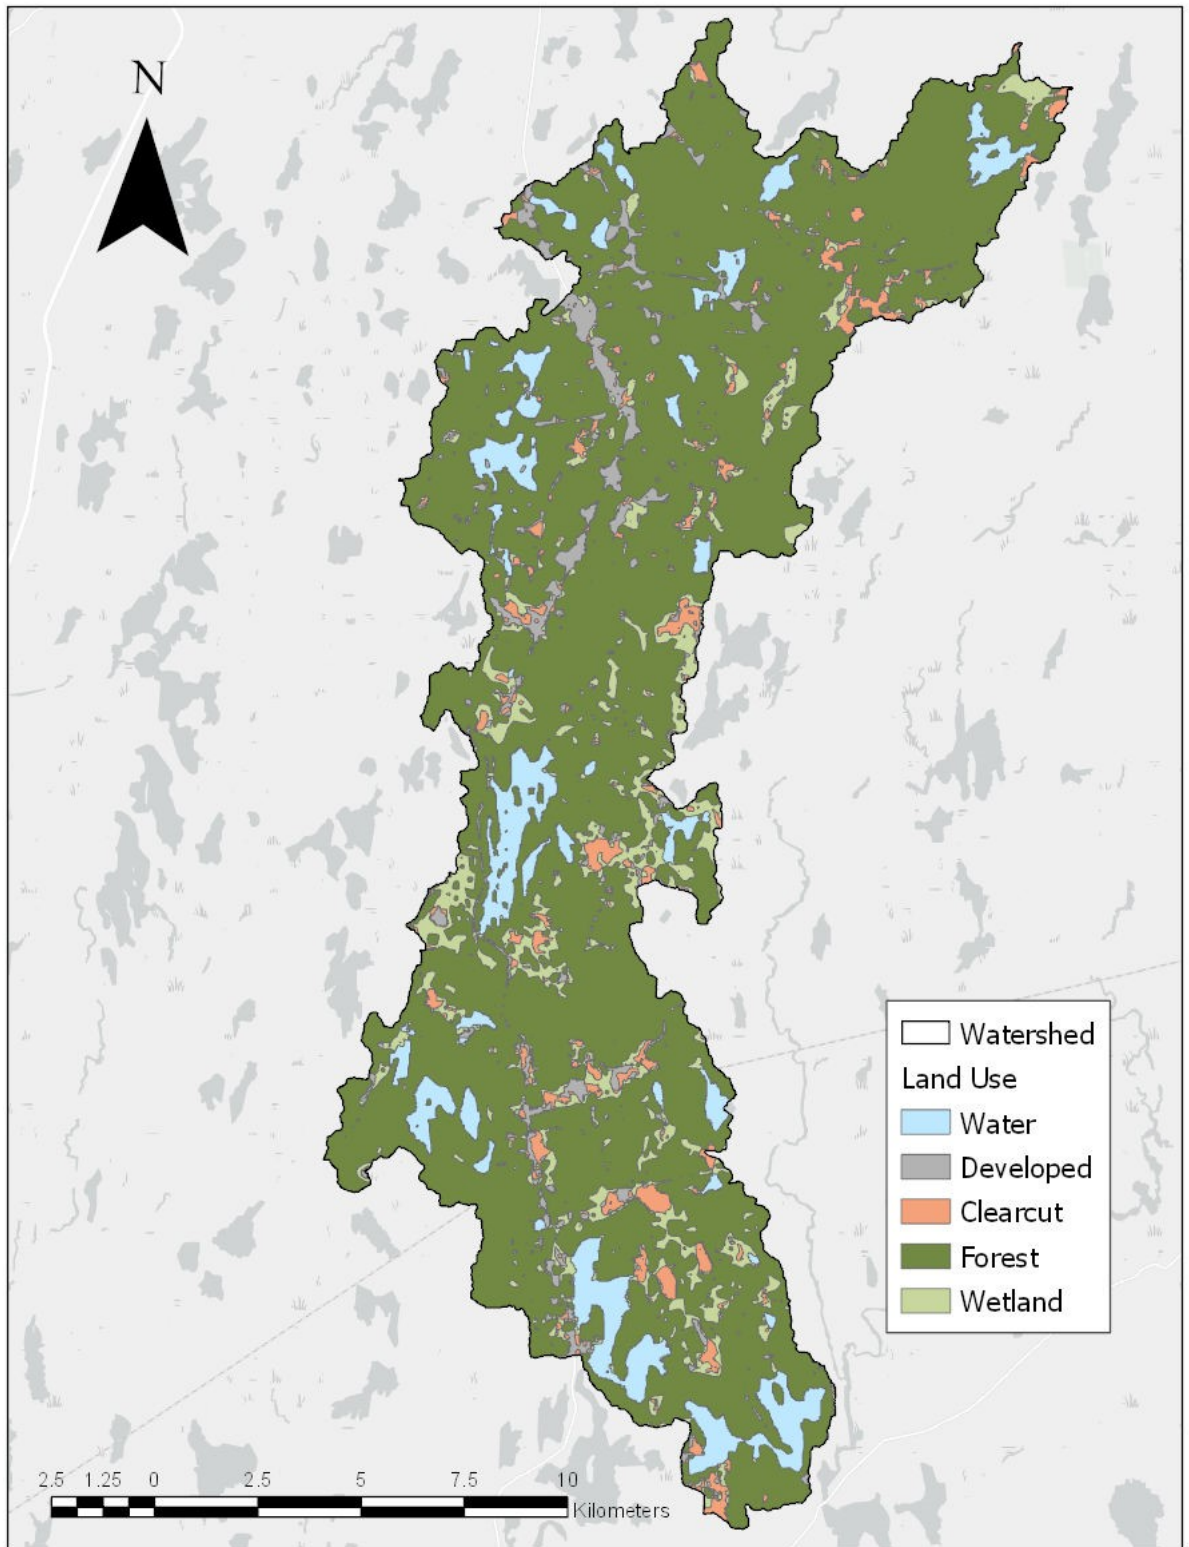 N
Watershed
Land Use
Water
Developed
Clearcut
Forest
Wetland
2.5 1.25 0 2.5 5 7.5 10
Kilometers